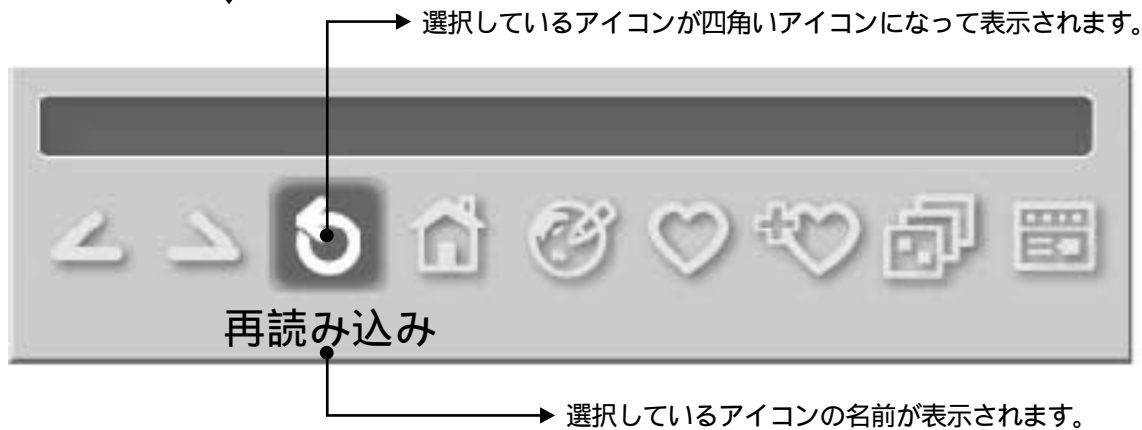 選択しているアイコンが四角いアイコンになって表示されます。
再読み込み
選択しているアイコンの名前が表示されます。